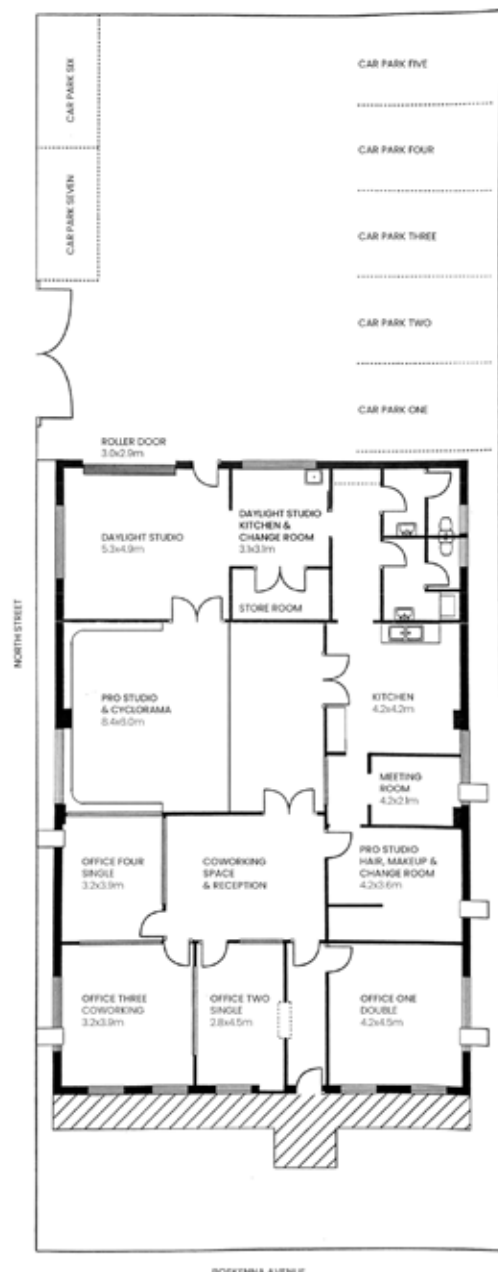 CAR PARK SIX
CAR PARK FIVE
CAR PARK FOUR
CAR PARK SEVEN
CAR PARK THREE
CAR PARK TWO
CAR PARK ONE
ROLLER DOOR
3.0x2.9m
DAYLIGHT STUDIO
5.3x4.9m
DAYLIGHT STUDIO
KITCHEN &
CHANGE ROOM
3.1x3.1m
STORE ROOM
NORTH STREET
PRO STUDIO
& CYCLORAMA
8.4x6.0m
KITCHEN
4.2x4.2m
MEETING
ROOM
4.2x2.1m
OFFICE FOUR
SINGLE
3.2x3.9m
COWORKING
SPACE
& RECEPTION
PRO STUDIO
HAIR, MAKEUP &
CHANGE ROOM
4.2x3.6m
OFFICE THREE
COWORKING
3.2x3.9m
OFFICE TWO
SINGLE
2.8x4.5m
OFFICE ONE
DOUBLE
4.2x4.5m
AVENUE